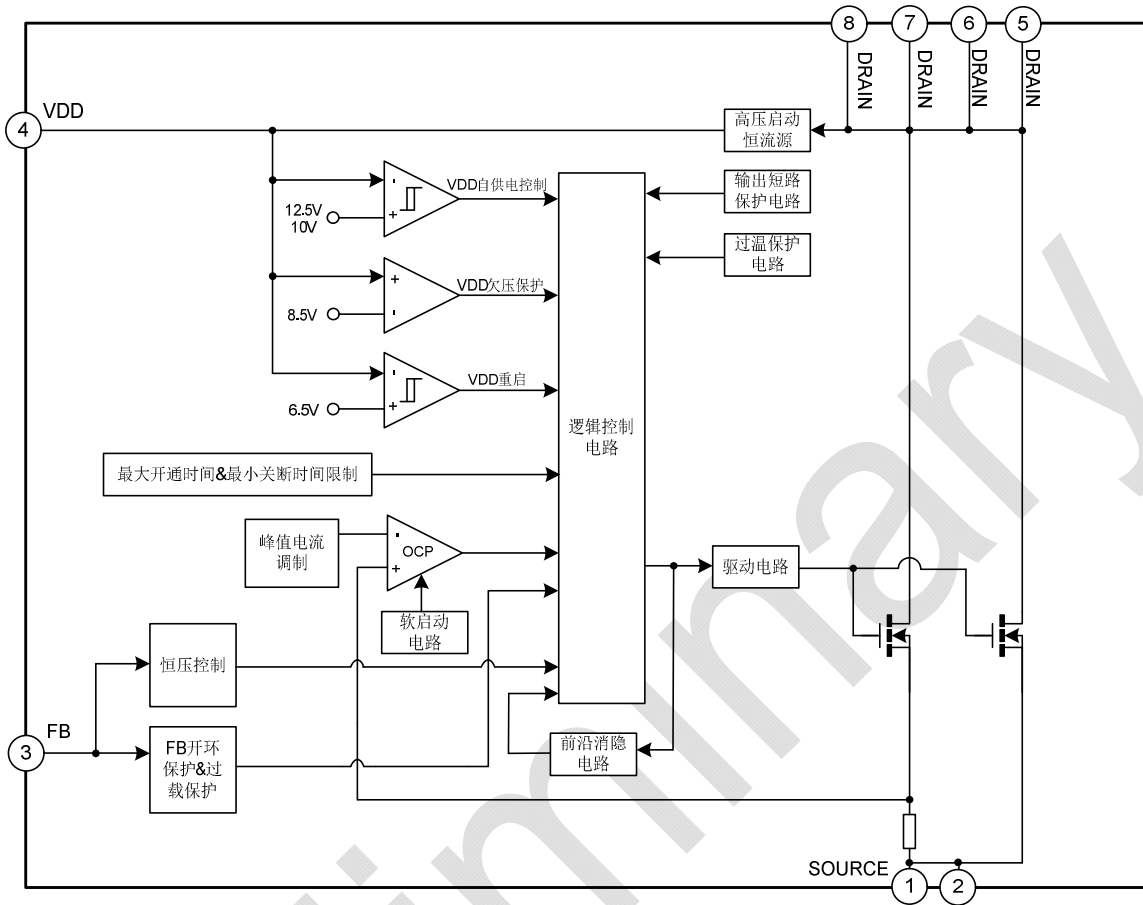 8
7
6
5
DRAIN
DRAIN
DRAIN
DRAIN
4
VDD
高压启动
恒流源
-
+
12.5V
10V
VDD自供电控制
输出短路
保护电路
过温保护
电路
+
-
8.5V
VDD欠压保护
-
+
6.5V
VDD重启
逻辑控制
电路
最大开通时间&最小关断时间限制
峰值电流
调制
-
+
OCP
软启动
电路
驱动电路
恒压控制
3
FB
FB开环
保护&过
载保护
前沿消隐
电路
SOURCE
1
2
liminary